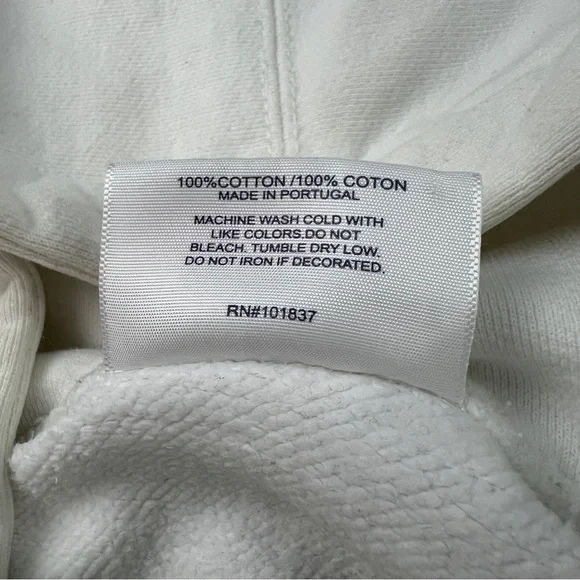 100%COTTON /100% COTON
MADE IN PORTUGAL
MACHINE WASH COLD WITH
LIKE COLORS.DO NOT
BLEACH. TUMBLE DRY LOW.
DO NOT IRON IF DECORATED.
RN#101837